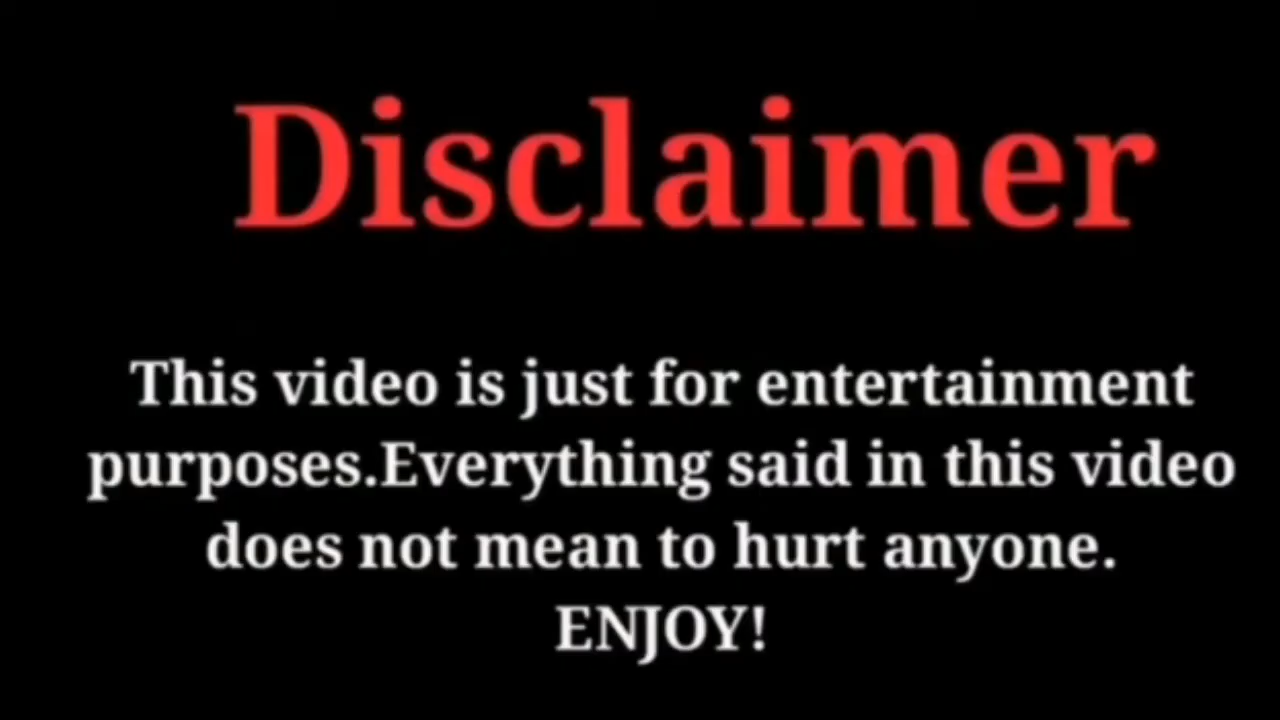 Disclaimer
This video is just for entertainment
purposes.Everything said in this video
does not mean to hurt anyone.
ENJOY!